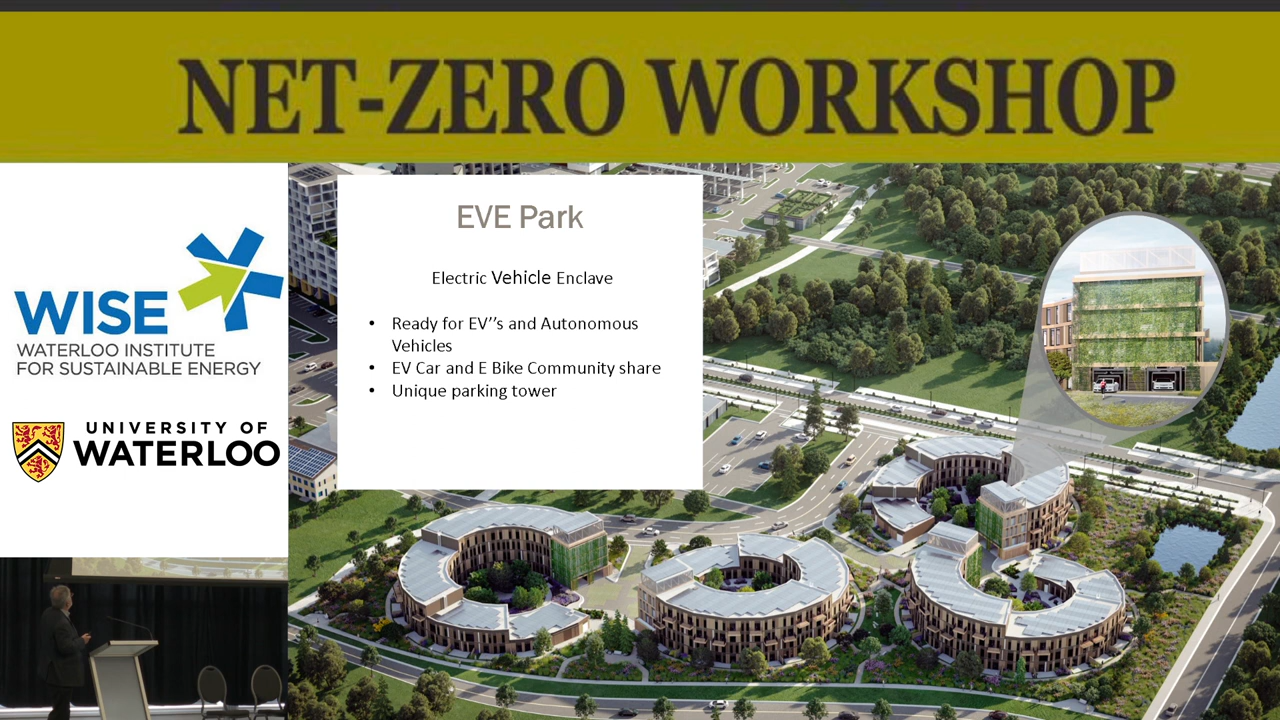 NET-ZERO WORKSHOP
WISE
WATERLOO INSTITUTE
FOR SUSTAINABLE ENERGY
UNIVERSITY OF
WATERLOO
EVE Park
Electric Vehicle Enclave
• Ready for EV’’s and Autonomous
Vehicles
• EV Car and E Bike Community share
• Unique parking tower